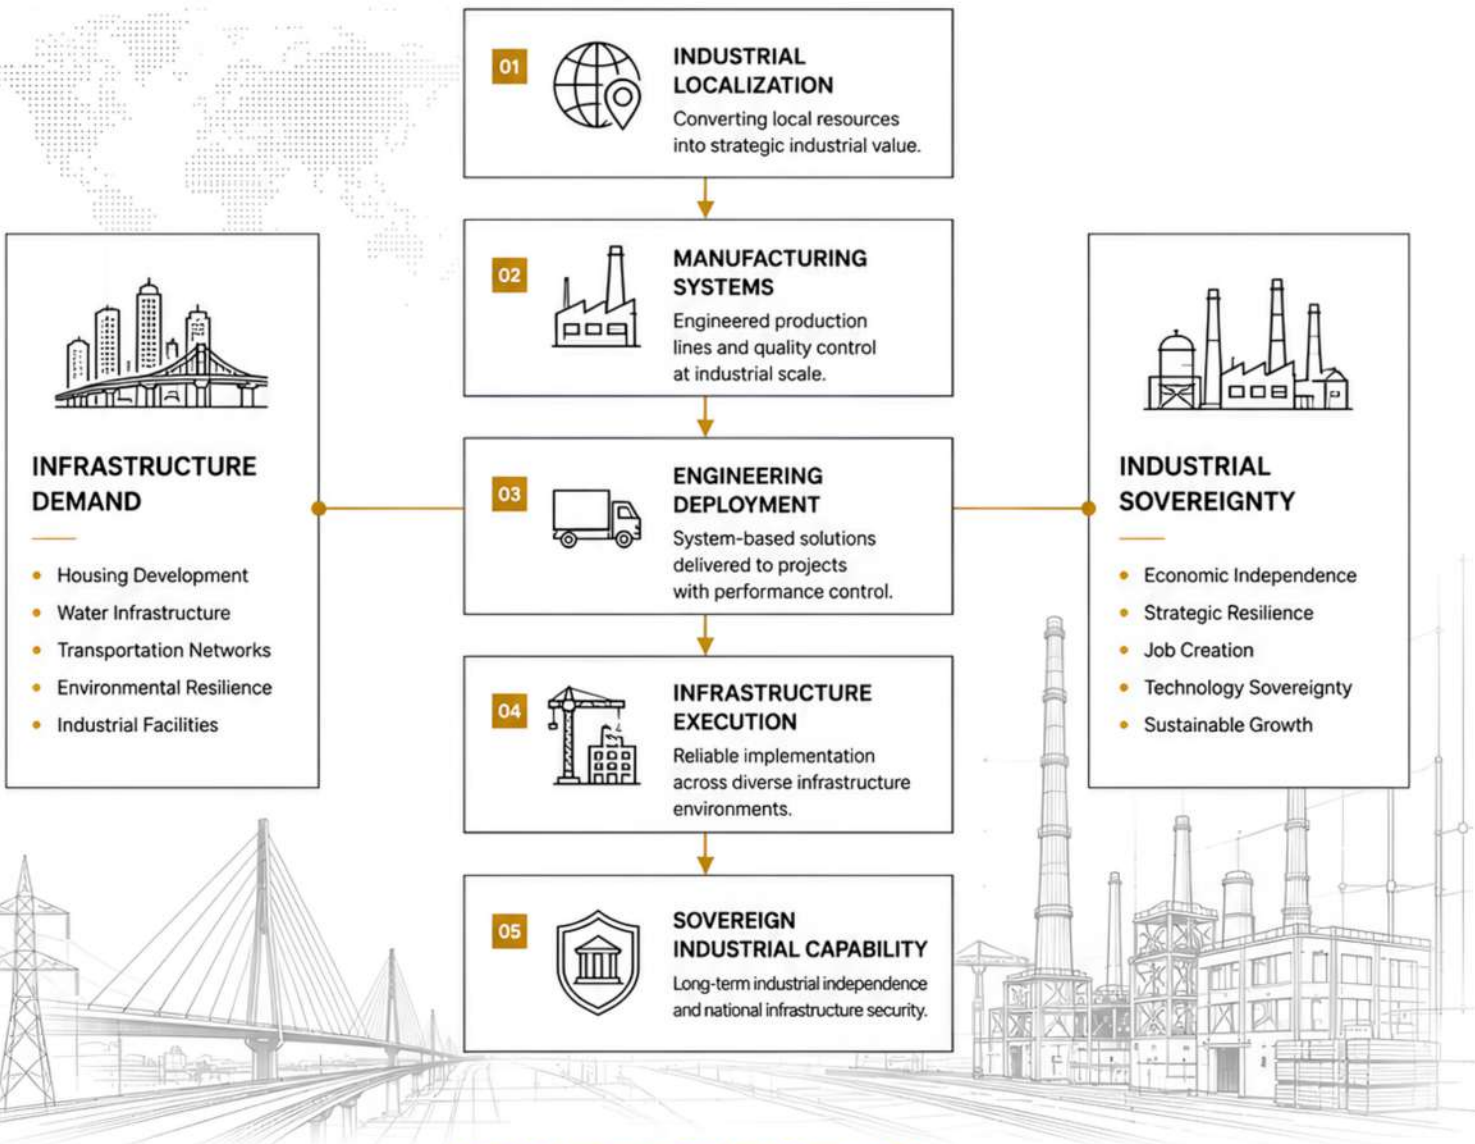 01
INDUSTRIAL
LOCALIZATION
Converting local resources
into strategic industrial value.
02
MANUFACTURING
SYSTEMS
Engineered production
lines and quality control
at industrial scale.
INFRASTRUCTURE
DEMAND
Housing Development
Water Infrastructure
Transportation Networks
Environmental Resilience
Industrial Facilities
03
ENGINEERING
DEPLOYMENT
System-based solutions
delivered to projects
with performance control.
INDUSTRIAL
SOVEREIGNTY
Economic Independence
Strategic Resilience
Job Creation
Technology Sovereignty
Sustainable Growth
04
INFRASTRUCTURE
EXECUTION
Reliable implementation
across diverse infrastructure
environments.
05
SOVEREIGN
INDUSTRIAL CAPABILITY
Long-term industrial independence
and national infrastructure security.